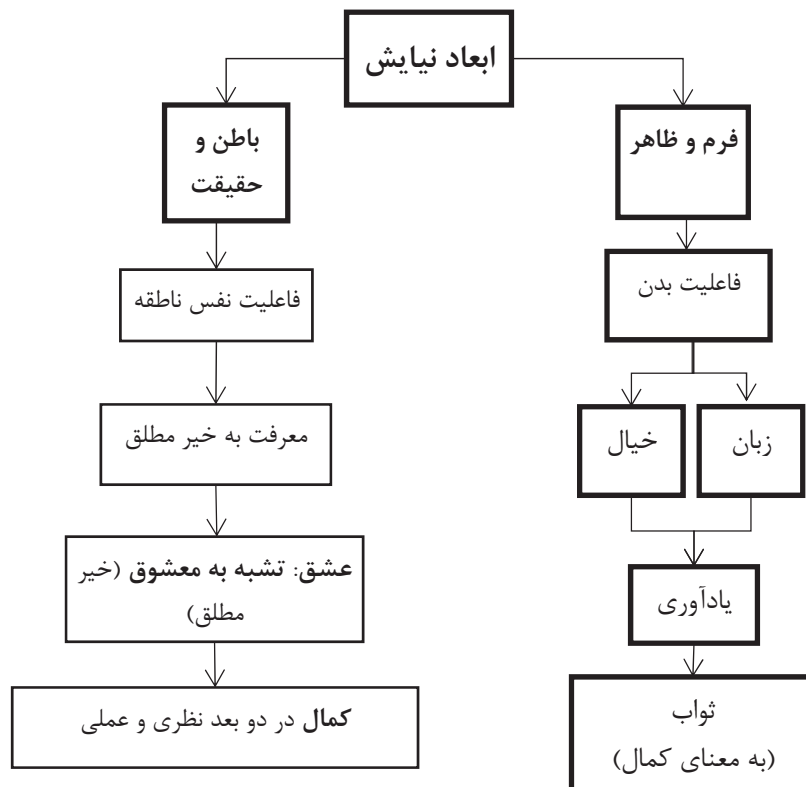 ابعاد نیایش
فرم و ظاهر
باطن و
حقیقت
فاعلیت بدن
فاعلیت نفس ناطقه
زبان
خیال
معرفت به خیر مطلق
یادآوری
عشق: تشبه به معشوق (خیر
مطلق)
ثواب
(به معنای کمال)
کمال در دو بعد نظری و عملی